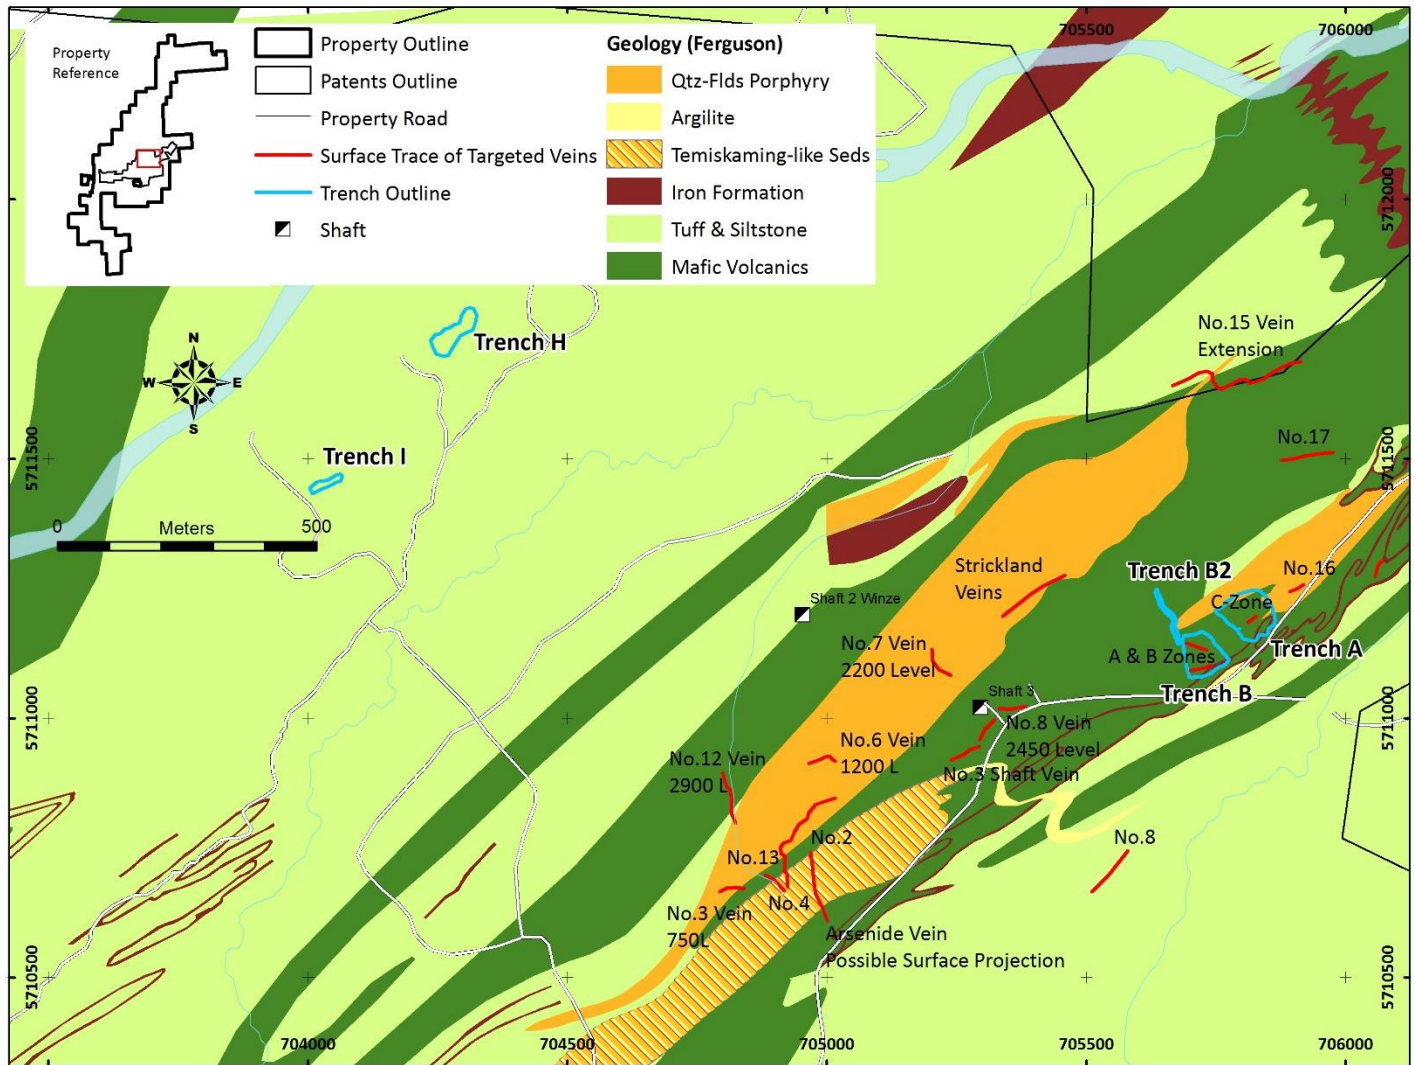 Property
Reference
Property Outline
Patents Outline
Property Road
Surface Trace of Targeted Veins
Trench Outline
Shaft
Geology (Ferguson)
Qtz-Flds Porphyry
Argilite
Temiskaming-like Seds
Iron Formation
Tuff & Siltstone
Mafic Volcanics
705500
706000
5712000
N
W
E
S
Trench H
No.15 Vein
Extension
Trench I
No.17
5711500
5711500
0
Meters
500
Strickland
Veins
Trench B2
No.16
C-Zone
Shaft 2 Winze
No.7 Vein
2200 Level
A & B Zones
Trench A
Trench B
Shaft 3
5711000
5711000
No.8 Vein
2450 Level
No.6 Vein
1200 L
No.12 Vein
2900 L
No.3 Shaft Vein
No.2
No.8
No.13
No.4
No.3 Vein
750L
Arsenide Vein
Possible Surface Projection
5710500
5710500
704000
704500
705000
705500
706000